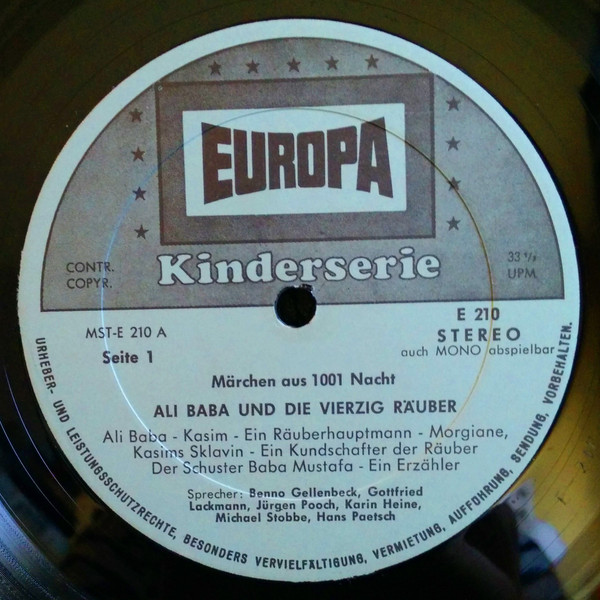 EUROPA
Kinderserie
CONTR.
COPYR.
33 ⅓
UPM
MST-E 210 A
Seite 1
E 210
STEREO
auch MONO abspielbar
Märchen aus 1001 Nacht
ALI BABA UND DIE VIERZIG RÄUBER
Ali Baba - Kasim - Ein Räuberhauptmann - Morgiane,
Kasims Sklavin - Ein Kundschafter der Räuber
Der Schuster Baba Mustafa - Ein Erzähler
Sprecher: Benno Gellenbeck, Gottfried
Lackmann, Jürgen Pooch, Karin Heine,
Michael Stobbe, Hans Paetsch
URHEBER- UND LEISTUNGSSCHUTZRECHTE, BESONDERS VERVIELFÄLTIGUNG, VERMIETUNG, AUFFÜHRUNG, SENDUNG, VORBEHALTEN.